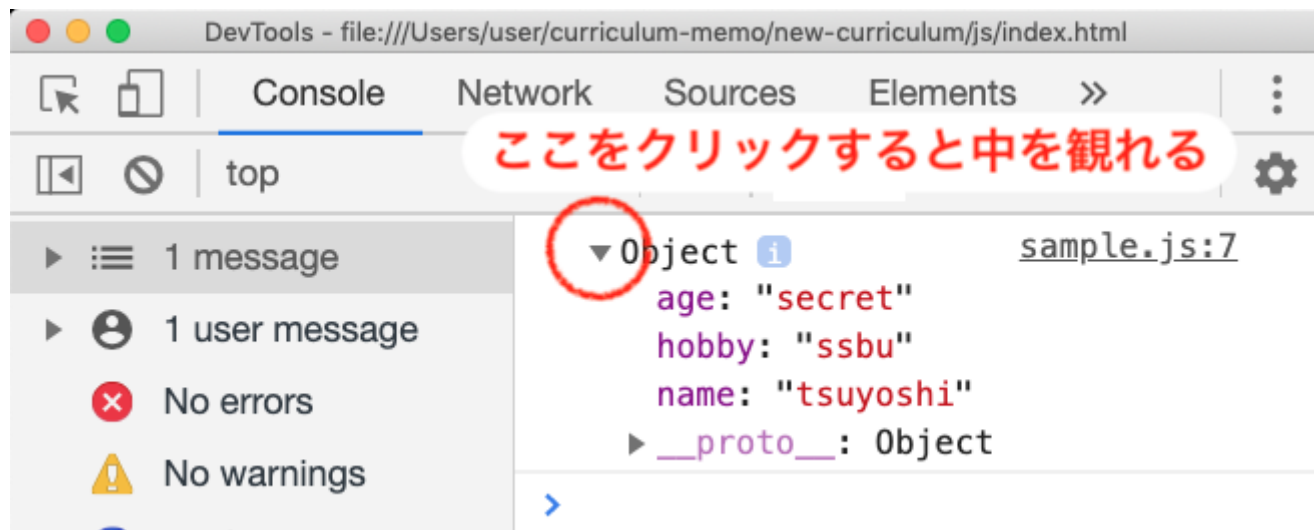 DevTools - file:///Users/user/curriculum-memo/new-curriculum/js/index.html
Console Network Sources Elements »
ここをクリックすると中を観れる
top
1 message
1 user message
No errors
No warnings
▼Object i sample.js:7
age: "secret"
hobby: "ssbu"
name: "tsuyoshi"
▶__proto__: Object
>